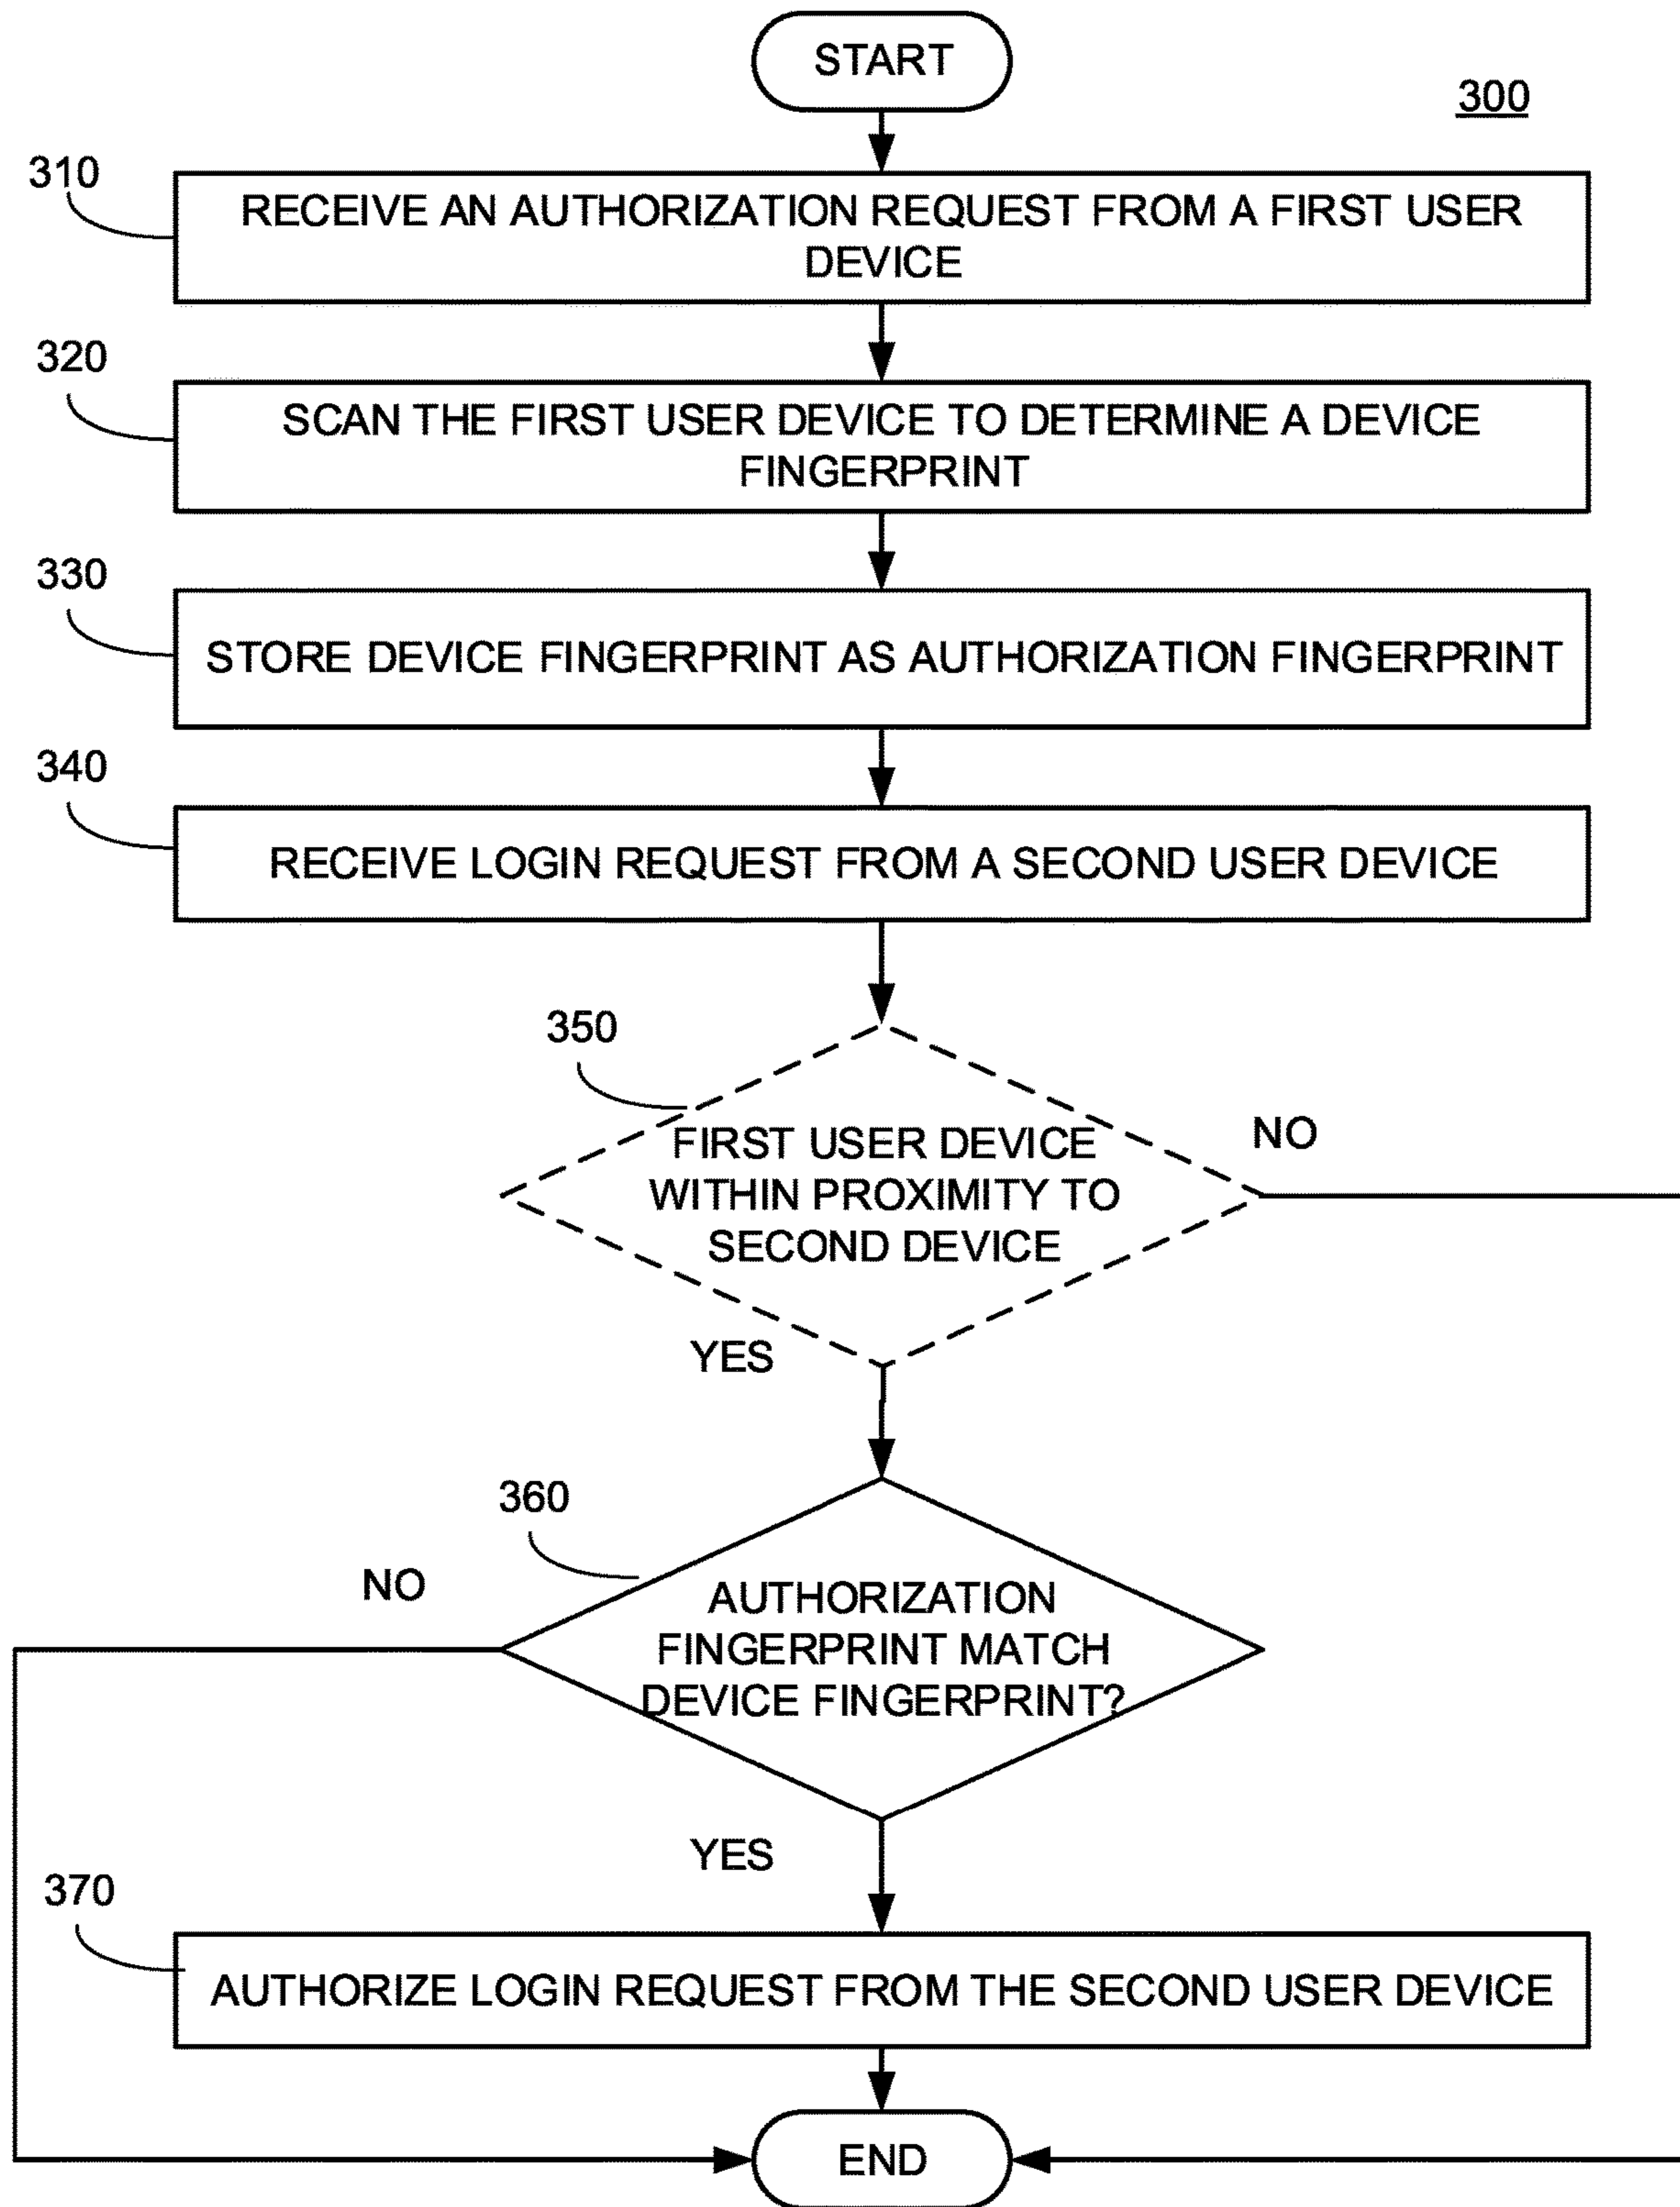 START
300
310
RECEIVE AN AUTHORIZATION REQUEST FROM A FIRST USER
DEVICE
320
SCAN THE FIRST USER DEVICE TO DETERMINE A DEVICE
FINGERPRINT
330
STORE DEVICE FINGERPRINT AS AUTHORIZATION FINGERPRINT
340
RECEIVE LOGIN REQUEST FROM A SECOND USER DEVICE
350
FIRST USER DEVICE
WITHIN PROXIMITY TO
SECOND DEVICE
NO
YES
360
NO
AUTHORIZATION
FINGERPRINT MATCH
DEVICE FINGERPRINT?
YES
370
AUTHORIZE LOGIN REQUEST FROM THE SECOND USER DEVICE
END